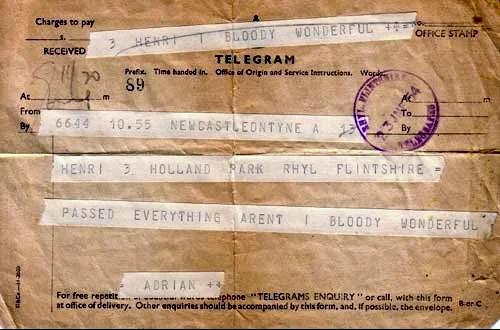 Charges to pay
s.
RECEIVED
3 HENRI I BLOODY WONDERFUL ++
OFFICE STAMP
TELEGRAM
Prefix. Time handed in. Office of Origin and Service Instructions. Words.
89
At m
From
By
At m
To
By
6644 10.55 NEWCASTLEONTYNE A 13
HENRI 3 HOLLAND PARK RHYL FLINTSHIRE =
PASSED EVERYTHING ARENT I BLOODY WONDERFUL
ADRIAN ++
For free repetition of doubtful words telephone "TELEGRAMS ENQUIRY" or call, with this form
at office of delivery. Other enquiries should be accompanied by this form, and, if possible, the envelope.
B or C